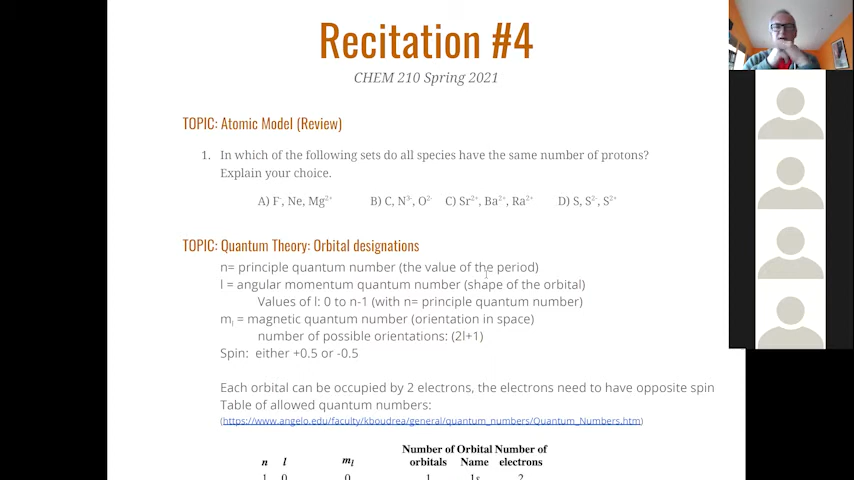 Recitation #4
CHEM 210 Spring 2021
TOPIC: Atomic Model (Review)
1. In which of the following sets do all species have the same number of protons?
Explain your choice.
A) F⁻, Ne, Mg²⁺ B) C, N³⁻, O²⁻ C) Sr²⁺, Ba²⁺, Ra²⁺ D) S, S²⁻, S²⁺
TOPIC: Quantum Theory: Orbital designations
n= principle quantum number (the value of the period)
l = angular momentum quantum number (shape of the orbital)
Values of l: 0 to n-1 (with n= principle quantum number)
mₗ = magnetic quantum number (orientation in space)
number of possible orientations: (2l+1)
Spin: either +0.5 or -0.5
Each orbital can be occupied by 2 electrons, the electrons need to have opposite spin
Table of allowed quantum numbers:
(https://www.angelo.edu/faculty/kboudrea/general/quantum_numbers/Quantum_Numbers.htm)
Number of Orbital Number of
n l mₗ orbitals Name electrons
1 0 0 1 1s 2